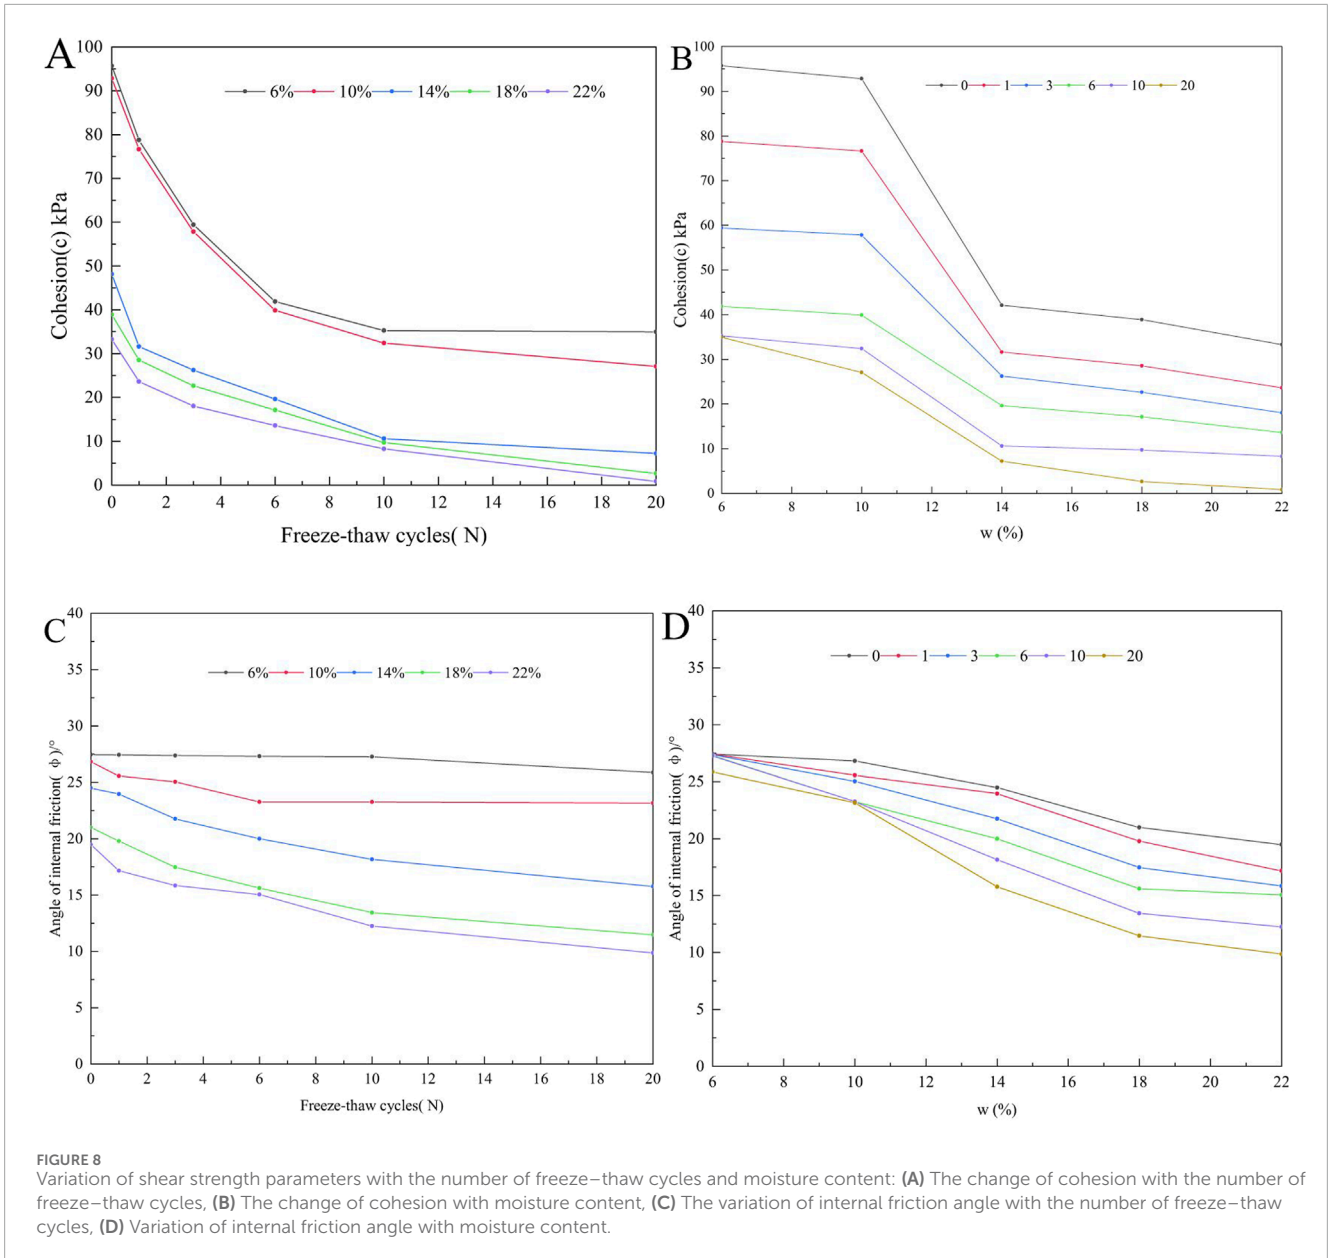 A
100
90
80
70
60
50
40
30
20
10
0
Cohesion(c) kPa
6% 10% 14% 18% 22%
0 2 4 6 8 10 12 14 16 18 20
Freeze-thaw cycles( N)
B
100
90
80
70
60
50
40
30
20
10
0
Cohesion(c) kPa
0 1 3 6 10 20
6 8 10 12 14 16 18 20 22
w (%)
C
40
35
30
25
20
15
10
5
0
Angle of internal friction( φ)/°
6% 10% 14% 18% 22%
0 2 4 6 8 10 12 14 16 18 20
Freeze-thaw cycles( N)
D
40
35
30
25
20
15
10
5
0
Angle of internal friction( φ)/°
0 1 3 6 10 20
6 8 10 12 14 16 18 20 22
w (%)
FIGURE 8
Variation of shear strength parameters with the number of freeze–thaw cycles and moisture content: (A) The change of cohesion with the number of
freeze–thaw cycles, (B) The change of cohesion with moisture content, (C) The variation of internal friction angle with the number of freeze–thaw
cycles, (D) Variation of internal friction angle with moisture content.